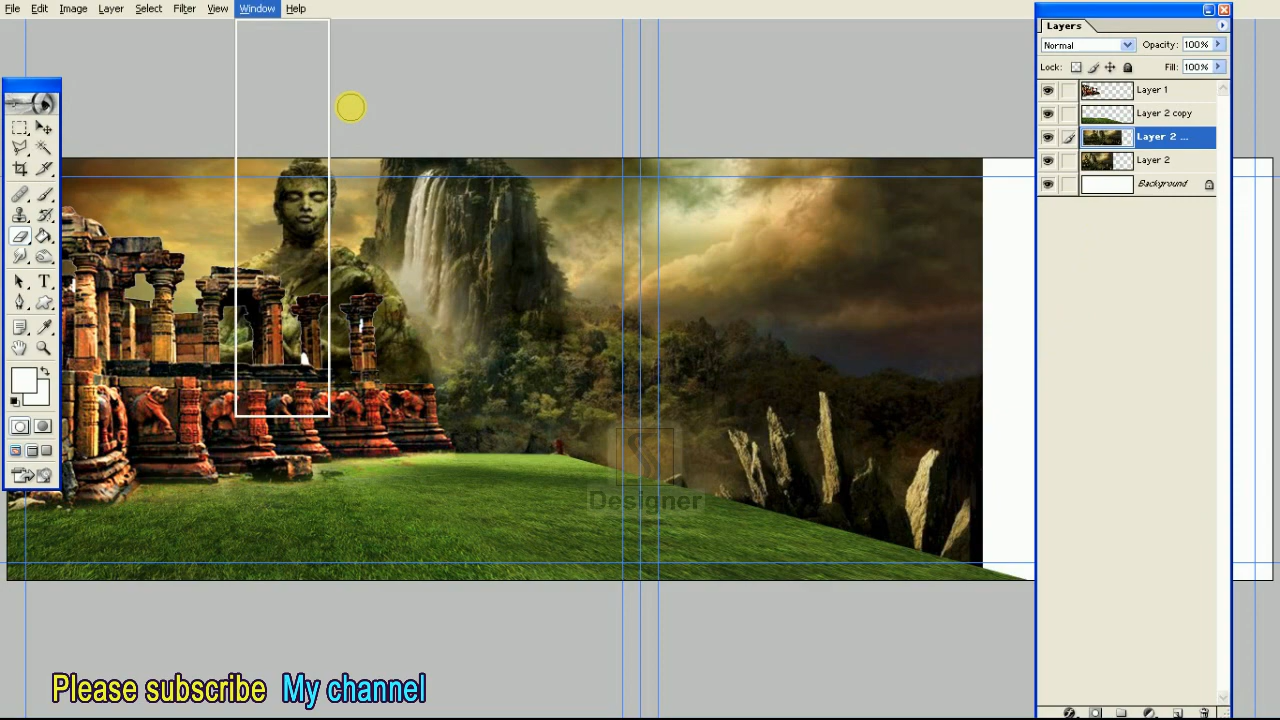 File Edit Image Layer Select Filter View Window Help
Layers
Normal Opacity: 100%
Lock: Fill: 100%
Layer 1
Layer 2 copy
Layer 2 ...
Layer 2
Background
Designer
Please subscribe My channel